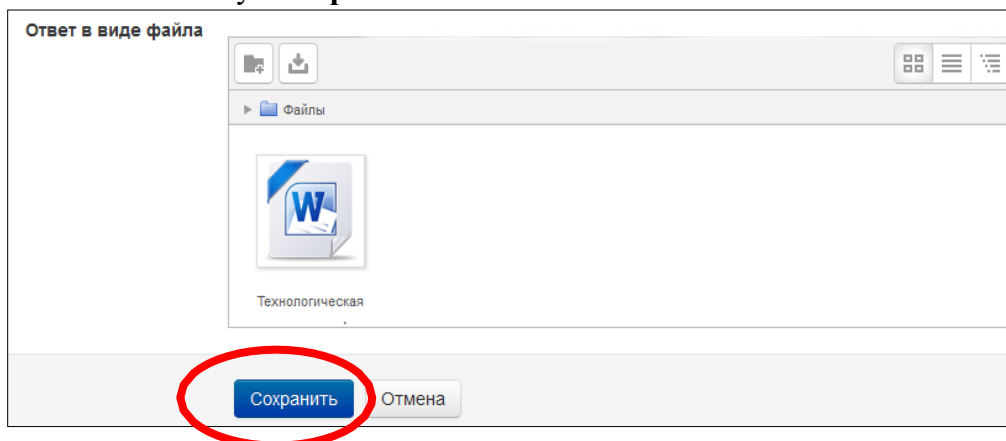 Ответ в виде файла
Файлы
W
Технологическая
Сохранить Отмена